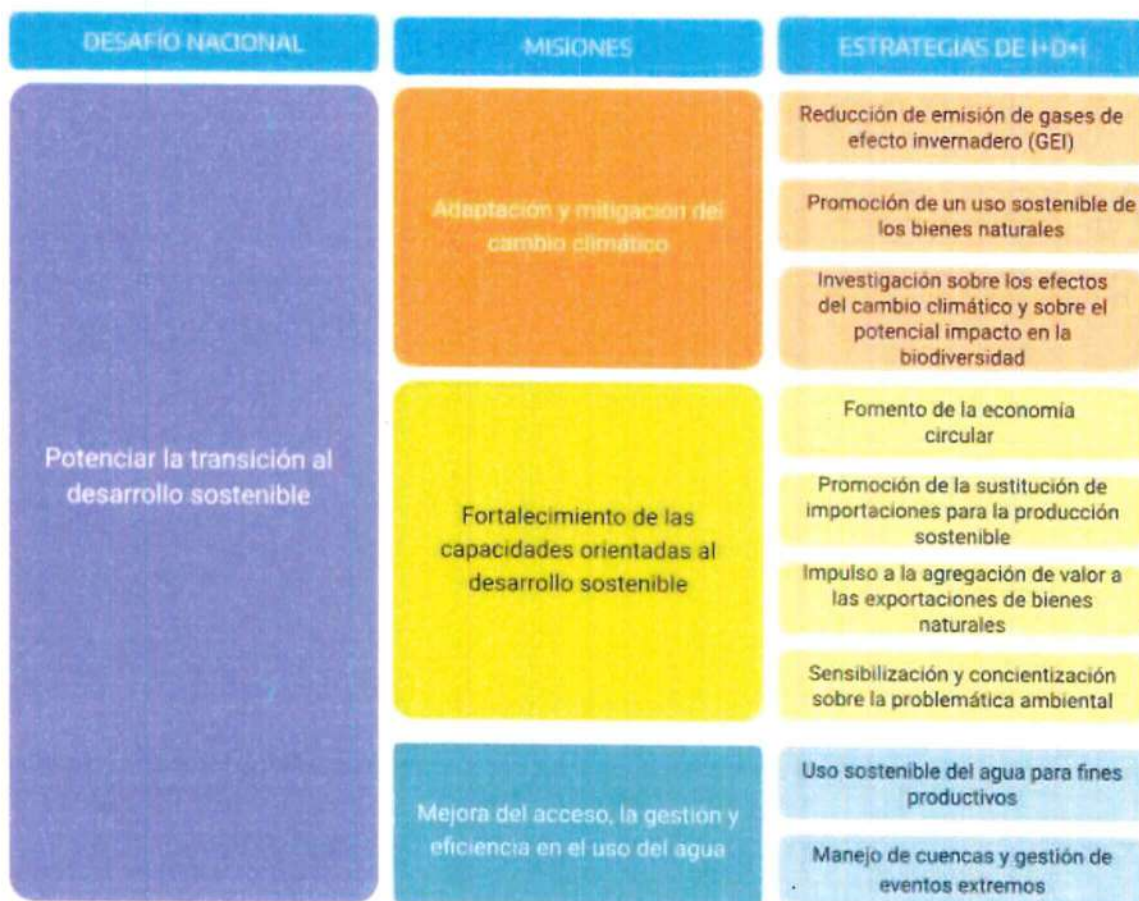 DESAFÍO NACIONAL
MISIONES
ESTRATEGIAS DE I+D+i
Potenciar la transición al
desarrollo sostenible
Adaptación y mitigación del
cambio climático
Reducción de emisión de gases de
efecto invernadero (GEI)
Promoción de un uso sostenible de
los bienes naturales
Investigación sobre los efectos
del cambio climático y sobre el
potencial impacto en la
biodiversidad
Fortalecimiento de las
capacidades orientadas al
desarrollo sostenible
Fomento de la economía
circular
Promoción de la sustitución de
importaciones para la producción
sostenible
Impulso a la agregación de valor a
las exportaciones de bienes
naturales
Sensibilización y concientización
sobre la problemática ambiental
Mejora del acceso, la gestión y
eficiencia en el uso del agua
Uso sostenible del agua para fines
productivos
Manejo de cuencas y gestión de
eventos extremos